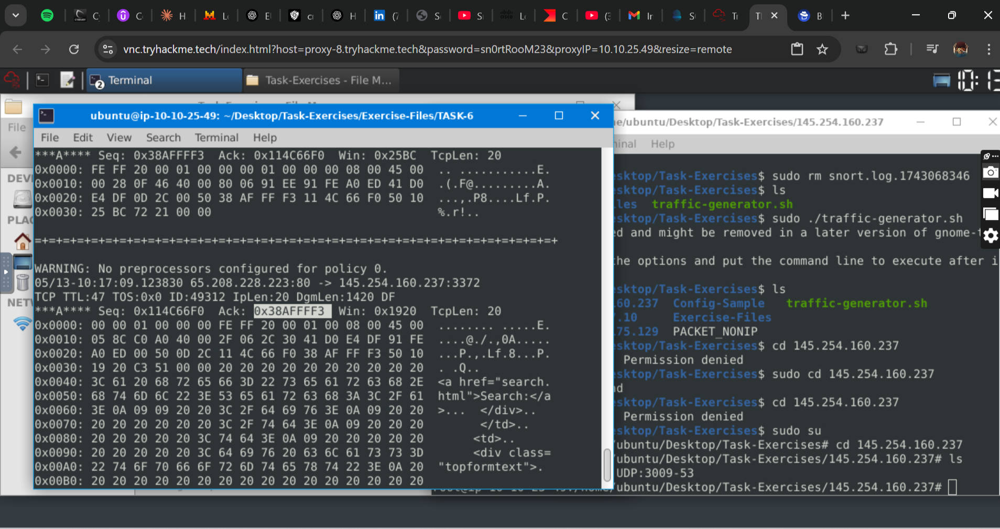 C
H
L
E
cr
H
(7
S
S
L
C
(3
Ir
S
Tr
T
B
vnc.tryhackme.tech/index.html?host=proxy-8.tryhackme.tech&password=sn0rtRooM23&proxyIP=10.10.25.49&resize=remote
2
Terminal
Task-Exercises - File M...
10:
ubuntu@ip-10-10-25-49: ~/Desktop/Task-Exercises/Exercise-Files/TASK-6
File Edit View Search Terminal Help
***A**** Seq: 0x38AFFFF3  Ack: 0x114C66F0  Win: 0x25BC  TcpLen: 20
0x0000: FE FF 20 00 01 00 00 00 01 00 00 00 08 00 45 00  .. ...........E.
0x0010: 00 28 0F 46 40 00 80 06 91 EE 91 FE A0 ED 41 D0  .(.F@.........A.
0x0020: E4 DF 0D 2C 00 50 38 AF FF F3 11 4C 66 F0 50 10  ...,.P8....Lf.P.
0x0030: 25 BC 72 21 00 00  %.r!..
=+=+=+=+=+=+=+=+=+=+=+=+=+=+=+=+=+=+=+=+=+=+=+=+=+=+=+=+=+=+=+=+=+=+=+=+=+
WARNING: No preprocessors configured for policy 0.
05/13-10:17:09.123830 65.208.228.223:80 -> 145.254.160.237:3372
TCP TTL:47 TOS:0x0 ID:49312 IpLen:20 DgmLen:1420 DF
***A**** Seq: 0x114C66F0  Ack: 0x38AFFFF3  Win: 0x1920  TcpLen: 20
0x0000: 00 00 01 00 00 00 FE FF 20 00 01 00 08 00 45 00  ........ .....E.
0x0010: 05 8C C0 A0 40 00 2F 06 2C 30 41 D0 E4 DF 91 FE  ....@./.,0A.....
0x0020: A0 ED 00 50 0D 2C 11 4C 66 F0 38 AF FF F3 50 10  ...P.,.Lf.8...P.
0x0030: 19 20 C3 51 00 00 20 20 20 20 20 20 20 20 20 20  . .Q..
0x0040: 3C 61 20 68 72 65 66 3D 22 73 65 61 72 63 68 2E  <a href="search.
0x0050: 68 74 6D 6C 22 3E 53 65 61 72 63 68 3A 3C 2F 61  html">Search:</a
0x0060: 3E 0A 09 09 20 20 3C 2F 64 69 76 3E 0A 09 20 20  >...  </div>..
0x0070: 20 20 20 20 20 20 3C 2F 74 64 3E 0A 09 20 20 20        </td>..
0x0080: 20 20 20 20 20 3C 74 64 3E 0A 09 20 20 20 20 20       <td>..
0x0090: 20 20 20 20 20 3C 64 69 76 20 63 6C 61 73 73 3D       <div class=
0x00A0: 22 74 6F 70 66 6F 72 6D 74 65 78 74 22 3E 0A 20  "topformtext">.
0x00B0: 20 20 20 20 20 20 20 20 20 20 20 20 20 20 20 20
File
DEV
PLA
NET
e/ubuntu/Desktop/Task-Exercises/145.254.160.237
inal Help
sktop/Task-Exercises$ sudo rm snort.log.1743068346
sktop/Task-Exercises$ ls
les  traffic-generator.sh
sktop/Task-Exercises$ sudo ./traffic-generator.sh
ed and might be removed in a later version of gnome-t
he options and put the command line to execute after i
sktop/Task-Exercises$ ls
60.237  Config-Sample  traffic-generator.sh
.10  Exercise-Files
75.129  PACKET_NONIP
sktop/Task-Exercises$ cd 145.254.160.237
Permission denied
sktop/Task-Exercises$ sudo cd 145.254.160.237
d
sktop/Task-Exercises$ cd 145.254.160.237
Permission denied
sktop/Task-Exercises$ sudo su
ubuntu/Desktop/Task-Exercises# cd 145.254.160.237
ubuntu/Desktop/Task-Exercises/145.254.160.237# ls
UDP:3009-53
ubuntu/Desktop/Task-Exercises/145.254.160.237#